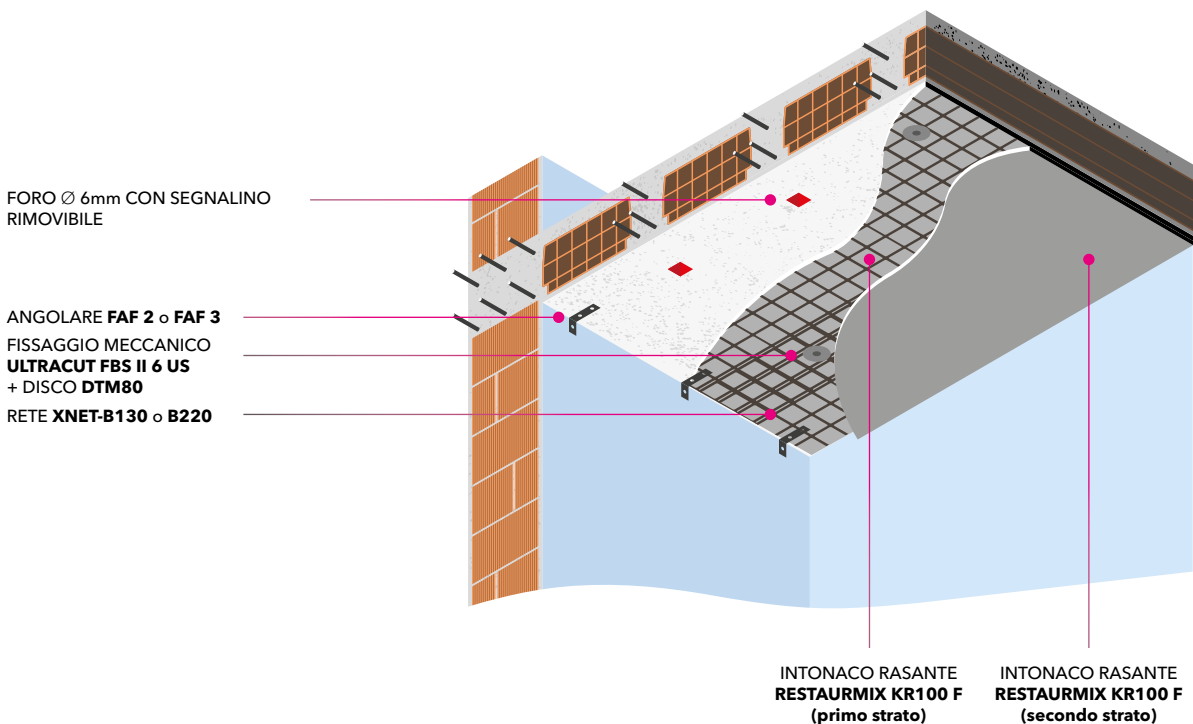 FORO Ø 6mm CON SEGNALINO
RIMOVIBILE
ANGOLARE FAF 2 o FAF 3
FISSAGGIO MECCANICO
ULTRACUT FBS II 6 US
+ DISCO DTM80
RETE XNET-B130 o B220
INTONACO RASANTE
RESTAURMIX KR100 F
(primo strato)
INTONACO RASANTE
RESTAURMIX KR100 F
(secondo strato)